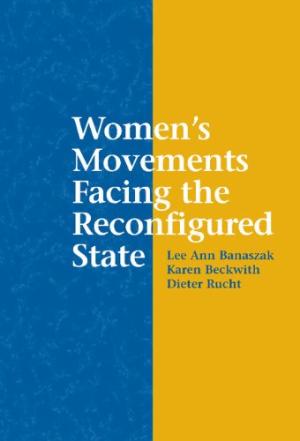 Women's
Movements
Facing the
Reconfigured
State
Lee Ann Banaszak
Karen Beckwith
Dieter Rucht